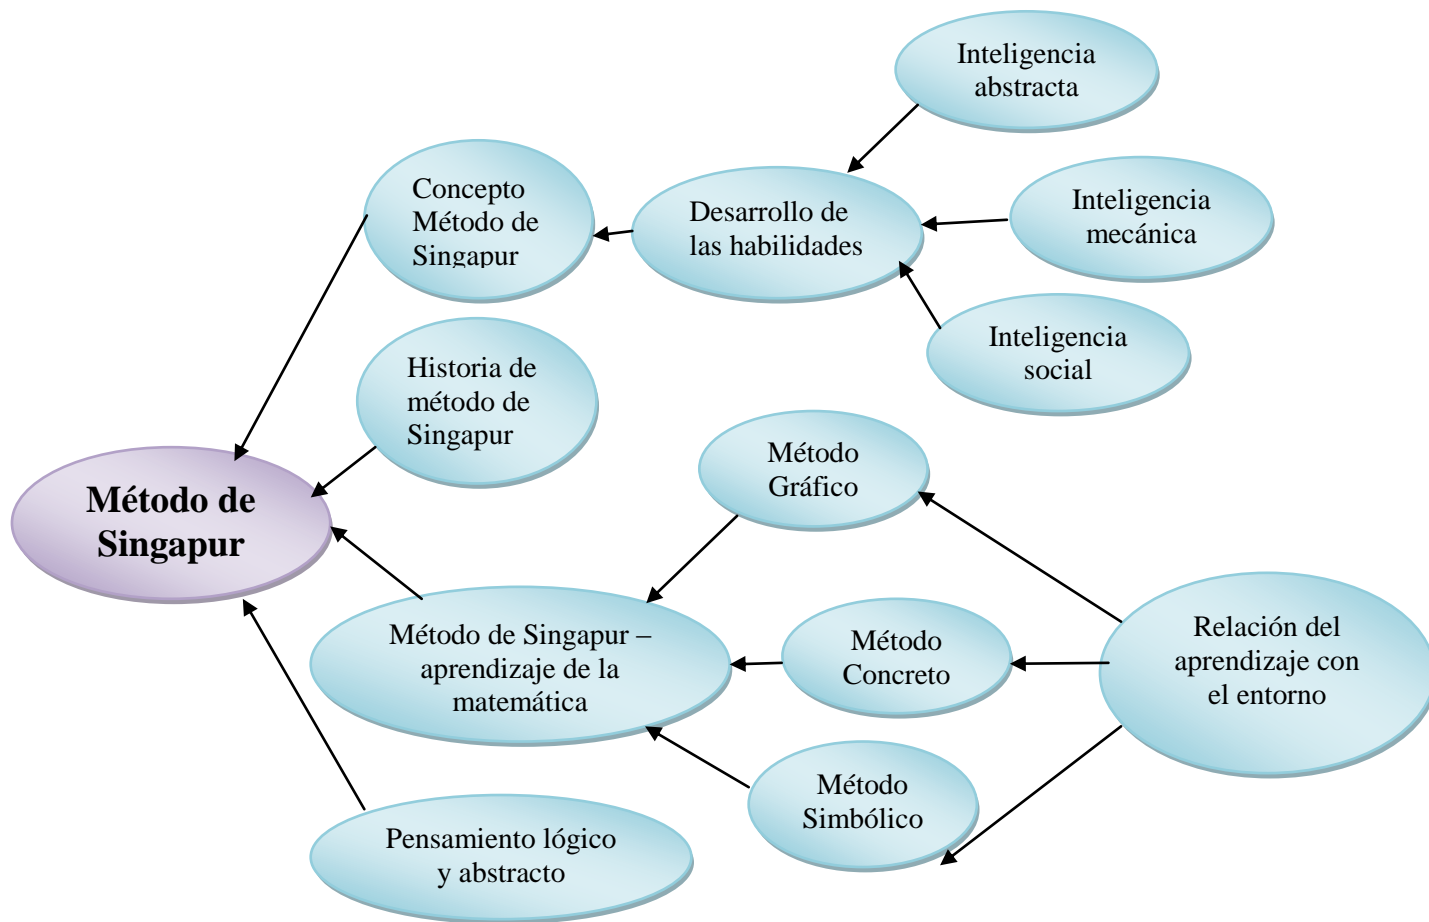 Inteligencia
abstracta
Concepto
Método de
Singapur
Desarrollo de
las habilidades
Inteligencia
mecánica
Inteligencia
social
Historia de
método de
Singapur
Método
Gráfico
Método de
Singapur
Método de Singapur –
aprendizaje de la
matemática
Método
Concreto
Relación del
aprendizaje con
el entorno
Método
Simbólico
Pensamiento lógico
y abstracto